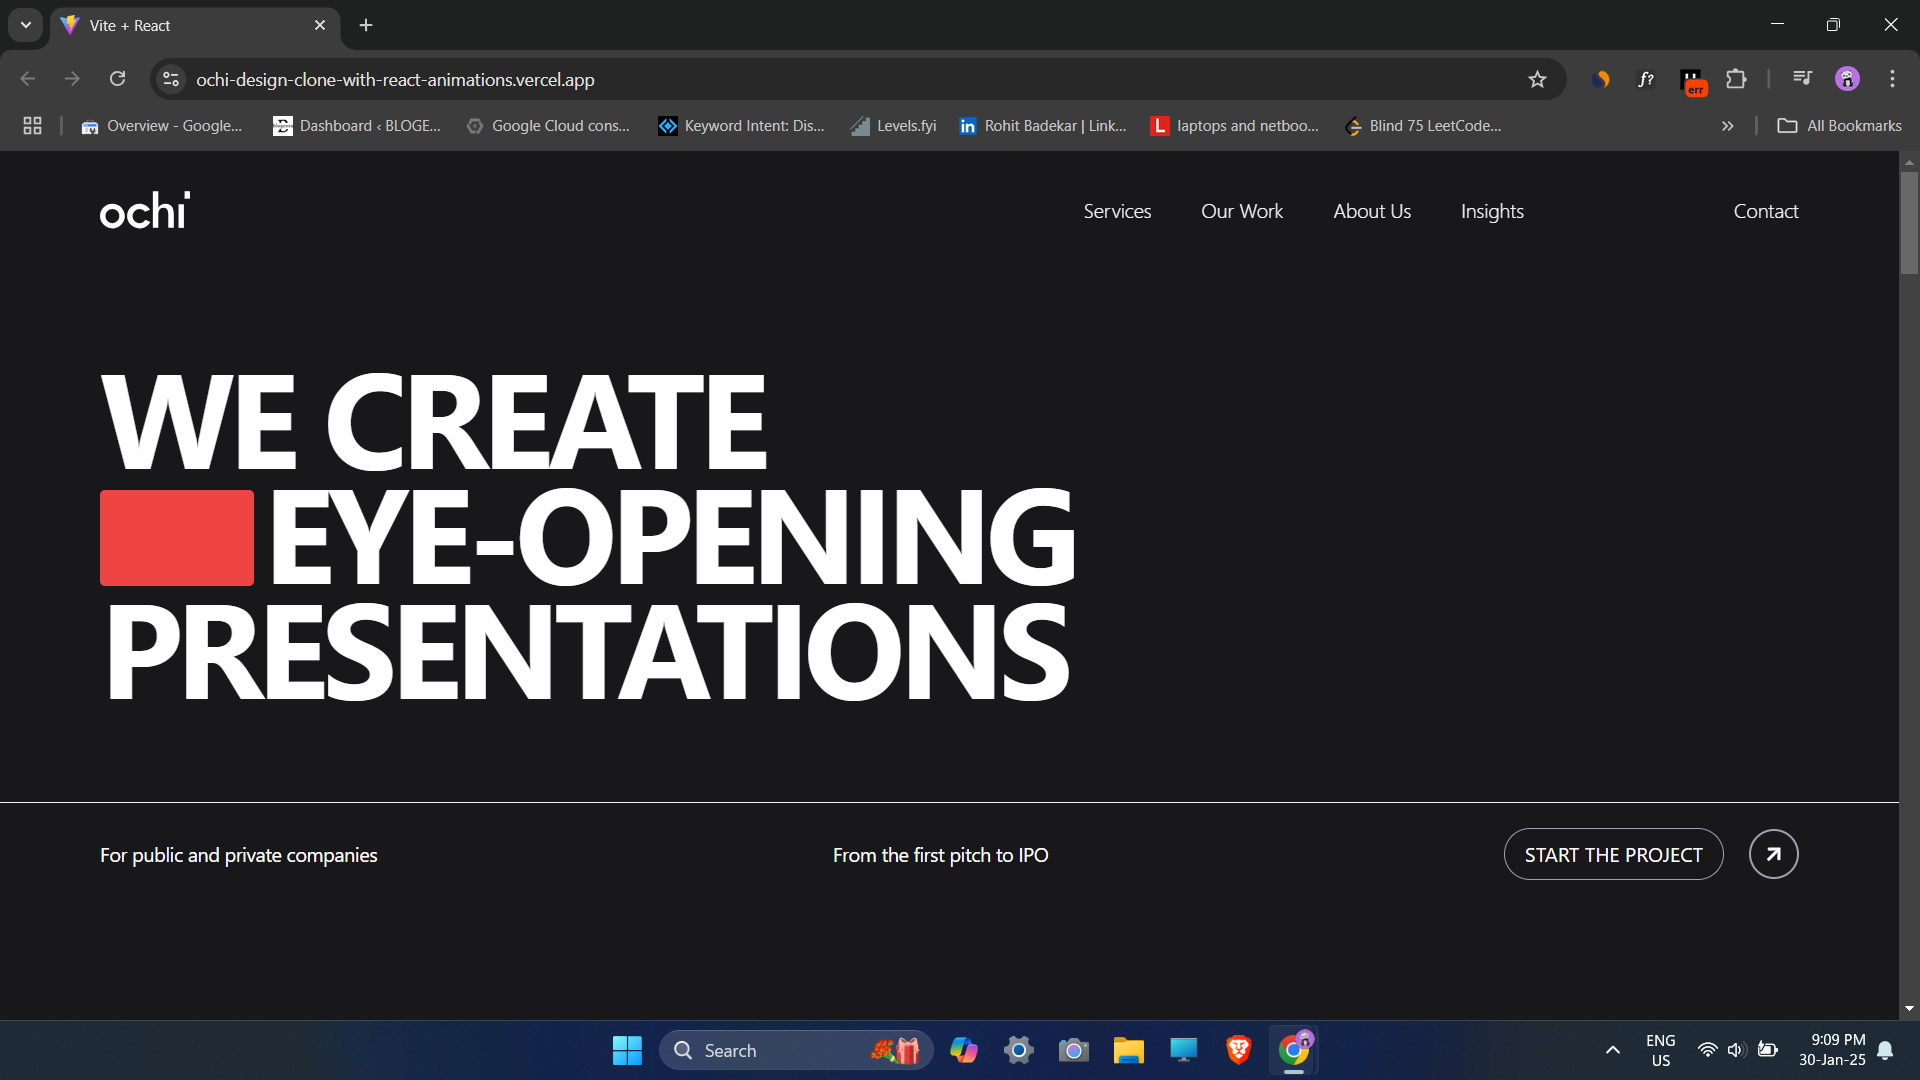 Vite + React
ochi-design-clone-with-react-animations.vercel.app
f?
err
Overview - Google...
Dashboard ‹ BLOGE...
Google Cloud cons...
Keyword Intent: Dis...
Levels.fyi
in Rohit Badekar | Link...
L laptops and netboo...
Blind 75 LeetCode...
All Bookmarks
ochi
Services
Our Work
About Us
Insights
Contact
WE CREATE
EYE-OPENING
PRESENTATIONS
For public and private companies
From the first pitch to IPO
START THE PROJECT
Search
ENG
US
9:09 PM
30-Jan-25